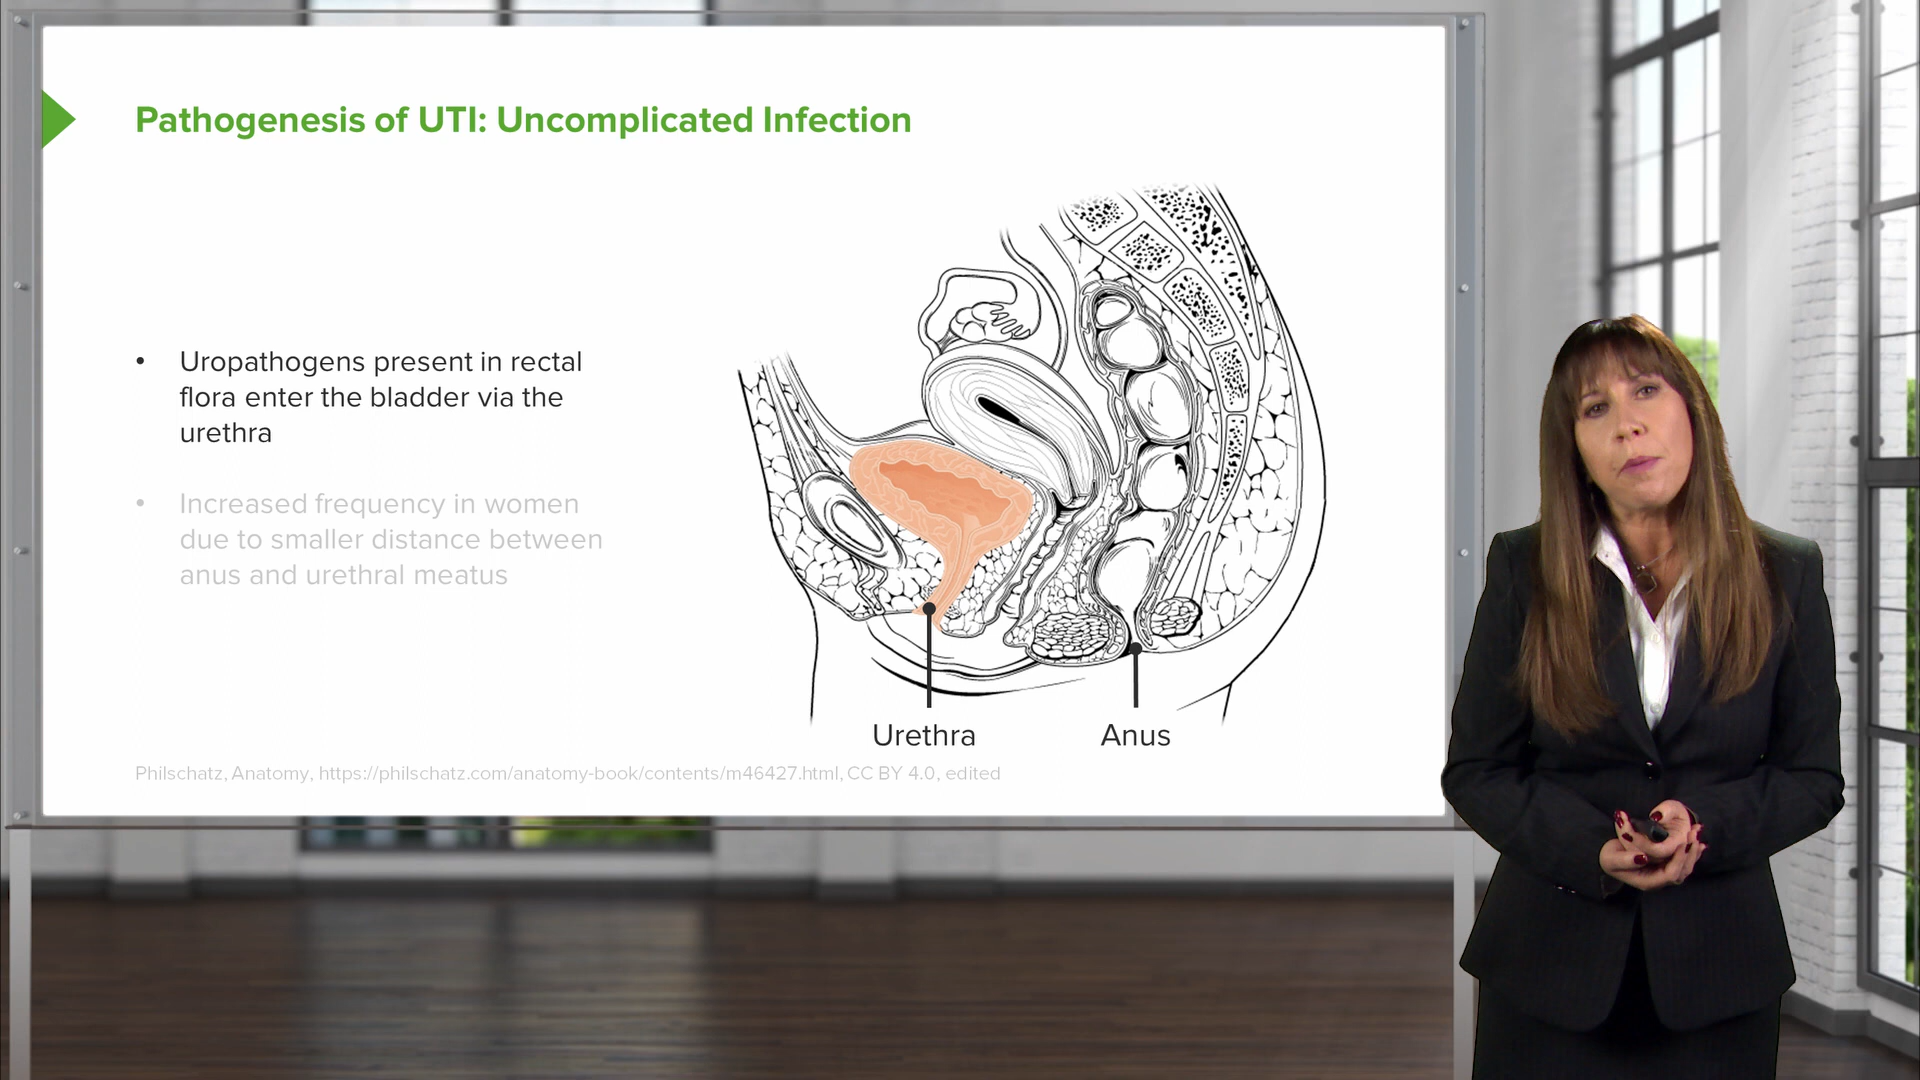 Pathogenesis of UTI: Uncomplicated Infection
• Uropathogens present in rectal
flora enter the bladder via the
urethra
• Increased frequency in women
due to smaller distance between
anus and urethral meatus
Urethra
Anus
Philschatz, Anatomy, https://philschatz.com/anatomy-book/contents/m46427.html, CC BY 4.0, edited